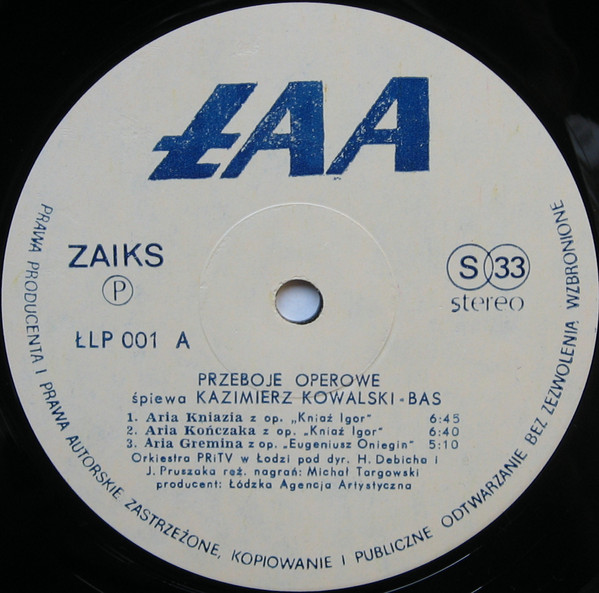 ŁAA
ZAIKS
P
S 33
stereo
ŁLP 001 A
PRZEBOJE OPEROWE
śpiewa KAZIMIERZ KOWALSKI - BAS
1. Aria Kniazia z op. „Kniaź Igor" 6:45
2. Aria Kończaka z op. „Kniaź Igor" 6:40
3. Aria Gremina z op. „Eugeniusz Oniegin" 5:10
Orkiestra PRiTV w Łodzi pod dyr. H. Debicha i
J. Pruszaka reż. nagrań: Michał Targowski
producent: Łódzka Agencja Artystyczna
PRAWA PRODUCENTA I PRAWA AUTORSKIE ZASTRZEŻONE, KOPIOWANIE I PUBLICZNE ODTWARZANIE BEZ ZEZWOLENIA WZBRONIONE